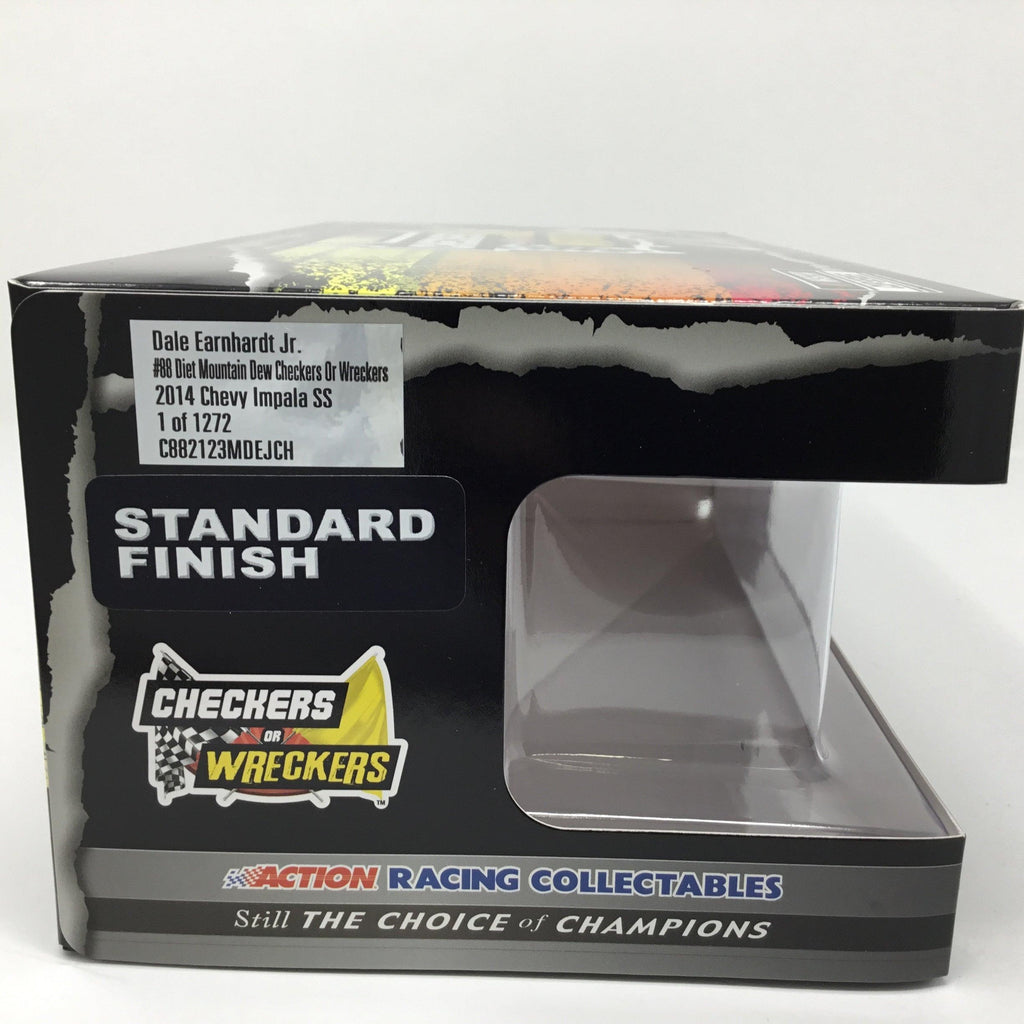 Dale Earnhardt Jr.
#88 Diet Mountain Dew Checkers Or Wreckers
2014 Chevy Impala SS
1 of 1272
C882123MDEJCH
STANDARD
FINISH
CHECKERS
OR
WRECKERS
TM
ACTION RACING COLLECTABLES
Still THE CHOICE of CHAMPIONS